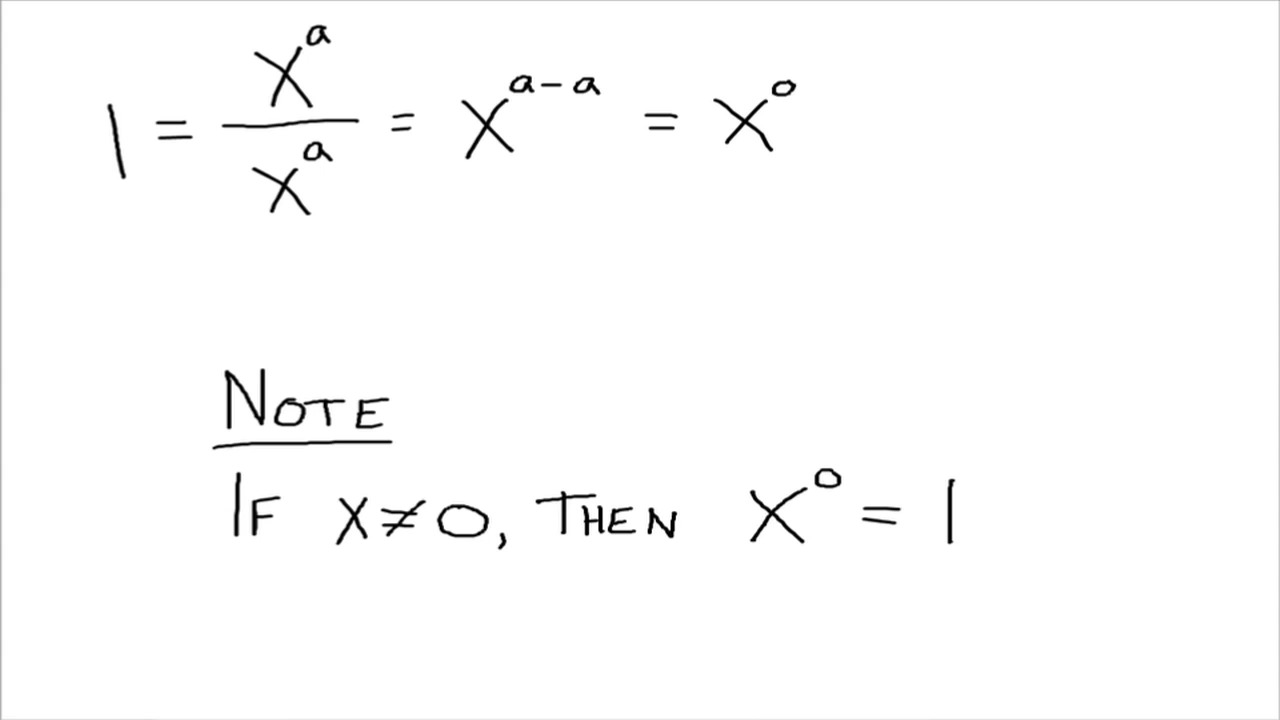 1 = x^a / x^a = x^{a-a} = x^0
NOTE
IF x≠0, THEN x^0 = 1